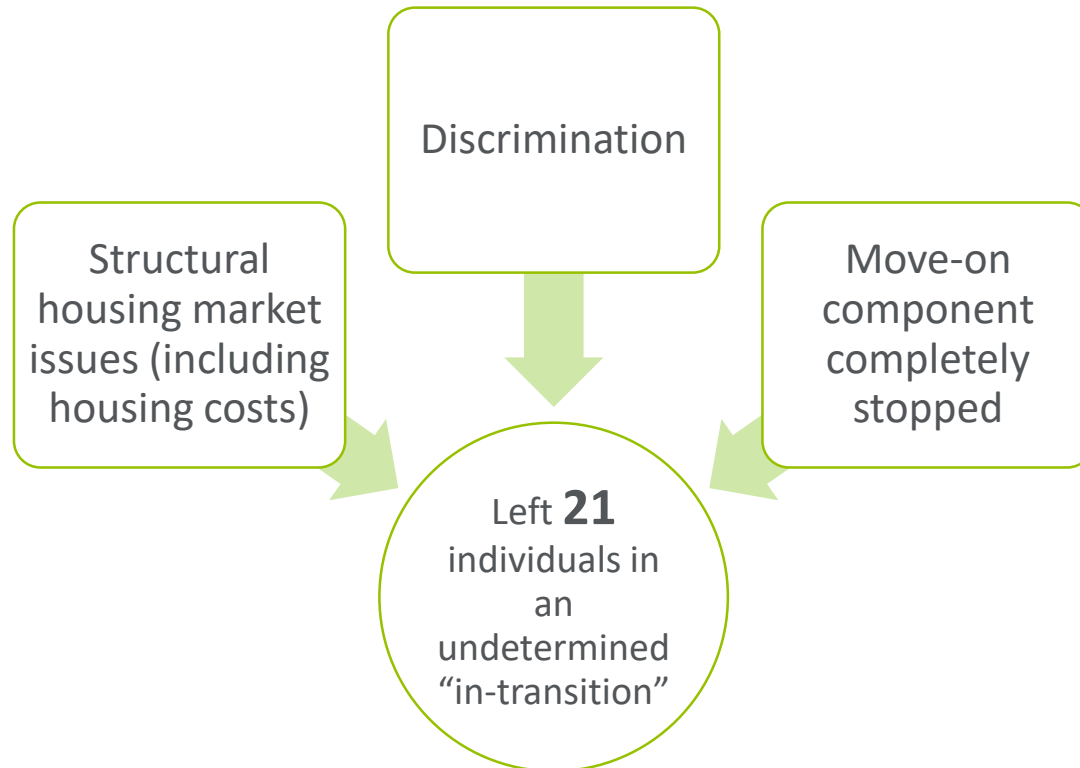 Discrimination
Structural
housing market
issues (including
housing costs)
Move-on
component
completely
stopped
Left 21
individuals in
an
undetermined
“in-transition”